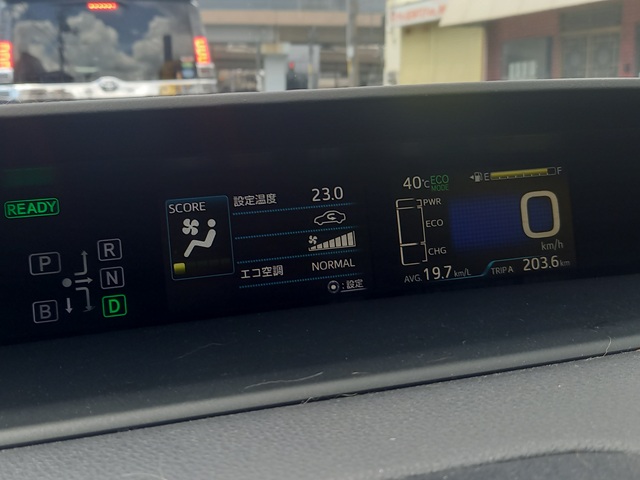 READY
P
R
N
B
D
SCORE
設定温度 23.0
エコ空調 NORMAL
:設定
40℃
ECO
MODE
E F
PWR
ECO
CHG
0
km/h
AVG. 19.7 km/L
TRIP A 203.6 km